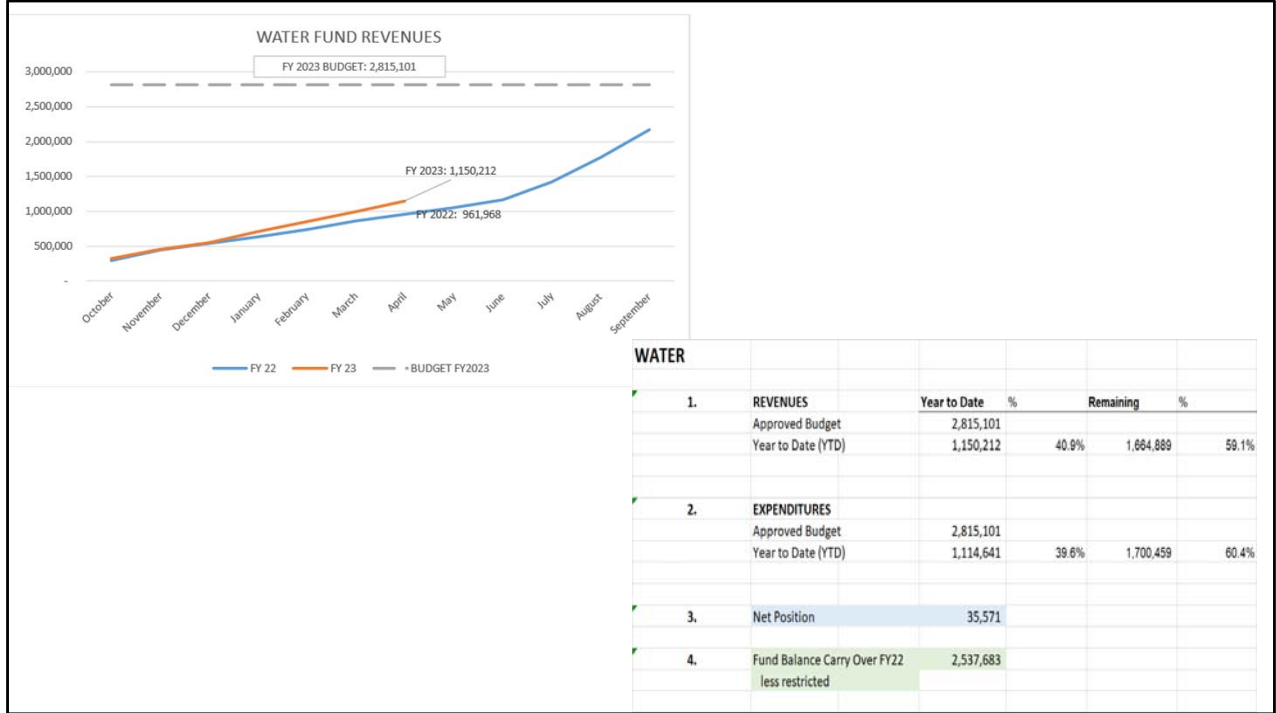 WATER FUND REVENUES
FY 2023 BUDGET: 2,815,101
3,000,000
2,500,000
2,000,000
1,500,000
1,000,000
500,000
-
FY 2023: 1,150,212
FY 2022: 961,968
October
November
December
January
February
March
April
May
June
July
August
September
FY 22 FY 23 BUDGET FY2023
WATER
1. REVENUES Year to Date % Remaining %
Approved Budget 2,815,101
Year to Date (YTD) 1,150,212 40.9% 1,664,889 59.1%
2. EXPENDITURES
Approved Budget 2,815,101
Year to Date (YTD) 1,114,641 39.6% 1,700,459 60.4%
3. Net Position 35,571
4. Fund Balance Carry Over FY22 2,537,683
less restricted